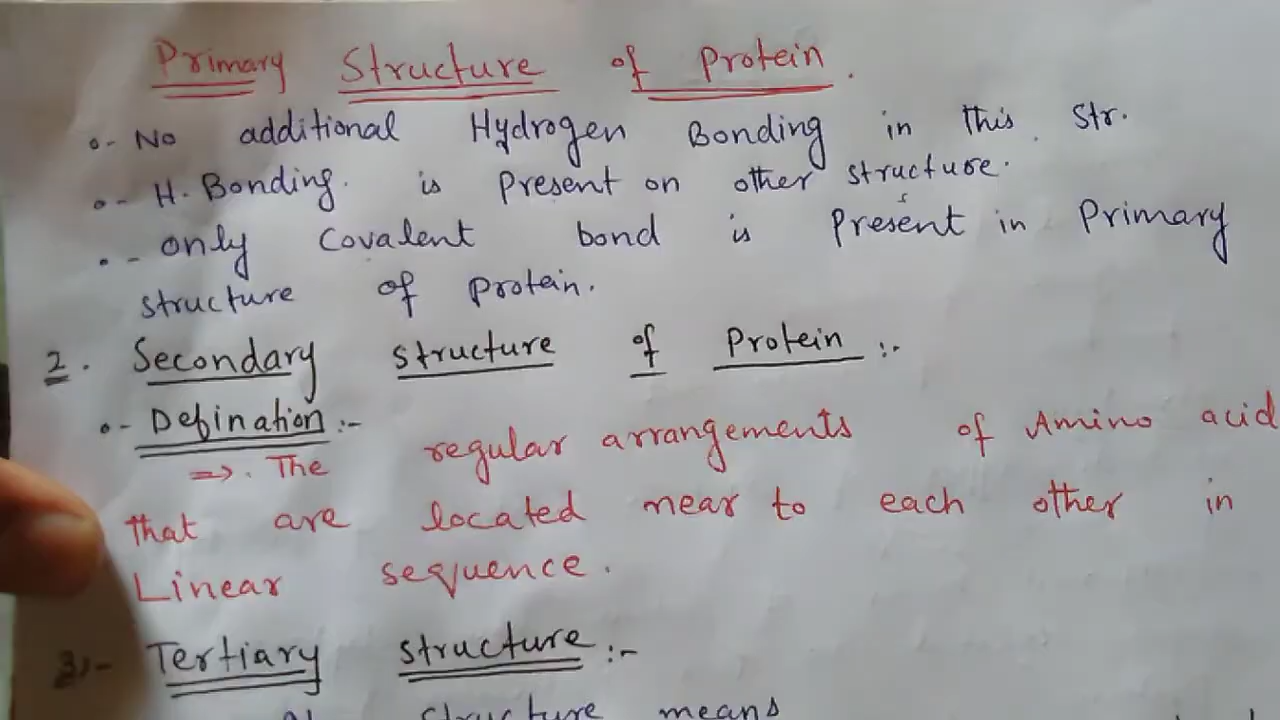 Primary Structure of Protein.
- No additional Hydrogen Bonding in this str.
- H. Bonding. is Present on other structure.
- only covalent bond is Present in Primary
structure of protein.
2. Secondary structure of Protein :-
- Defination :-
=> . The regular arrangements of Amino acid
that are located near to each other in
Linear sequence.
3:- Tertiary structure :-
structure means